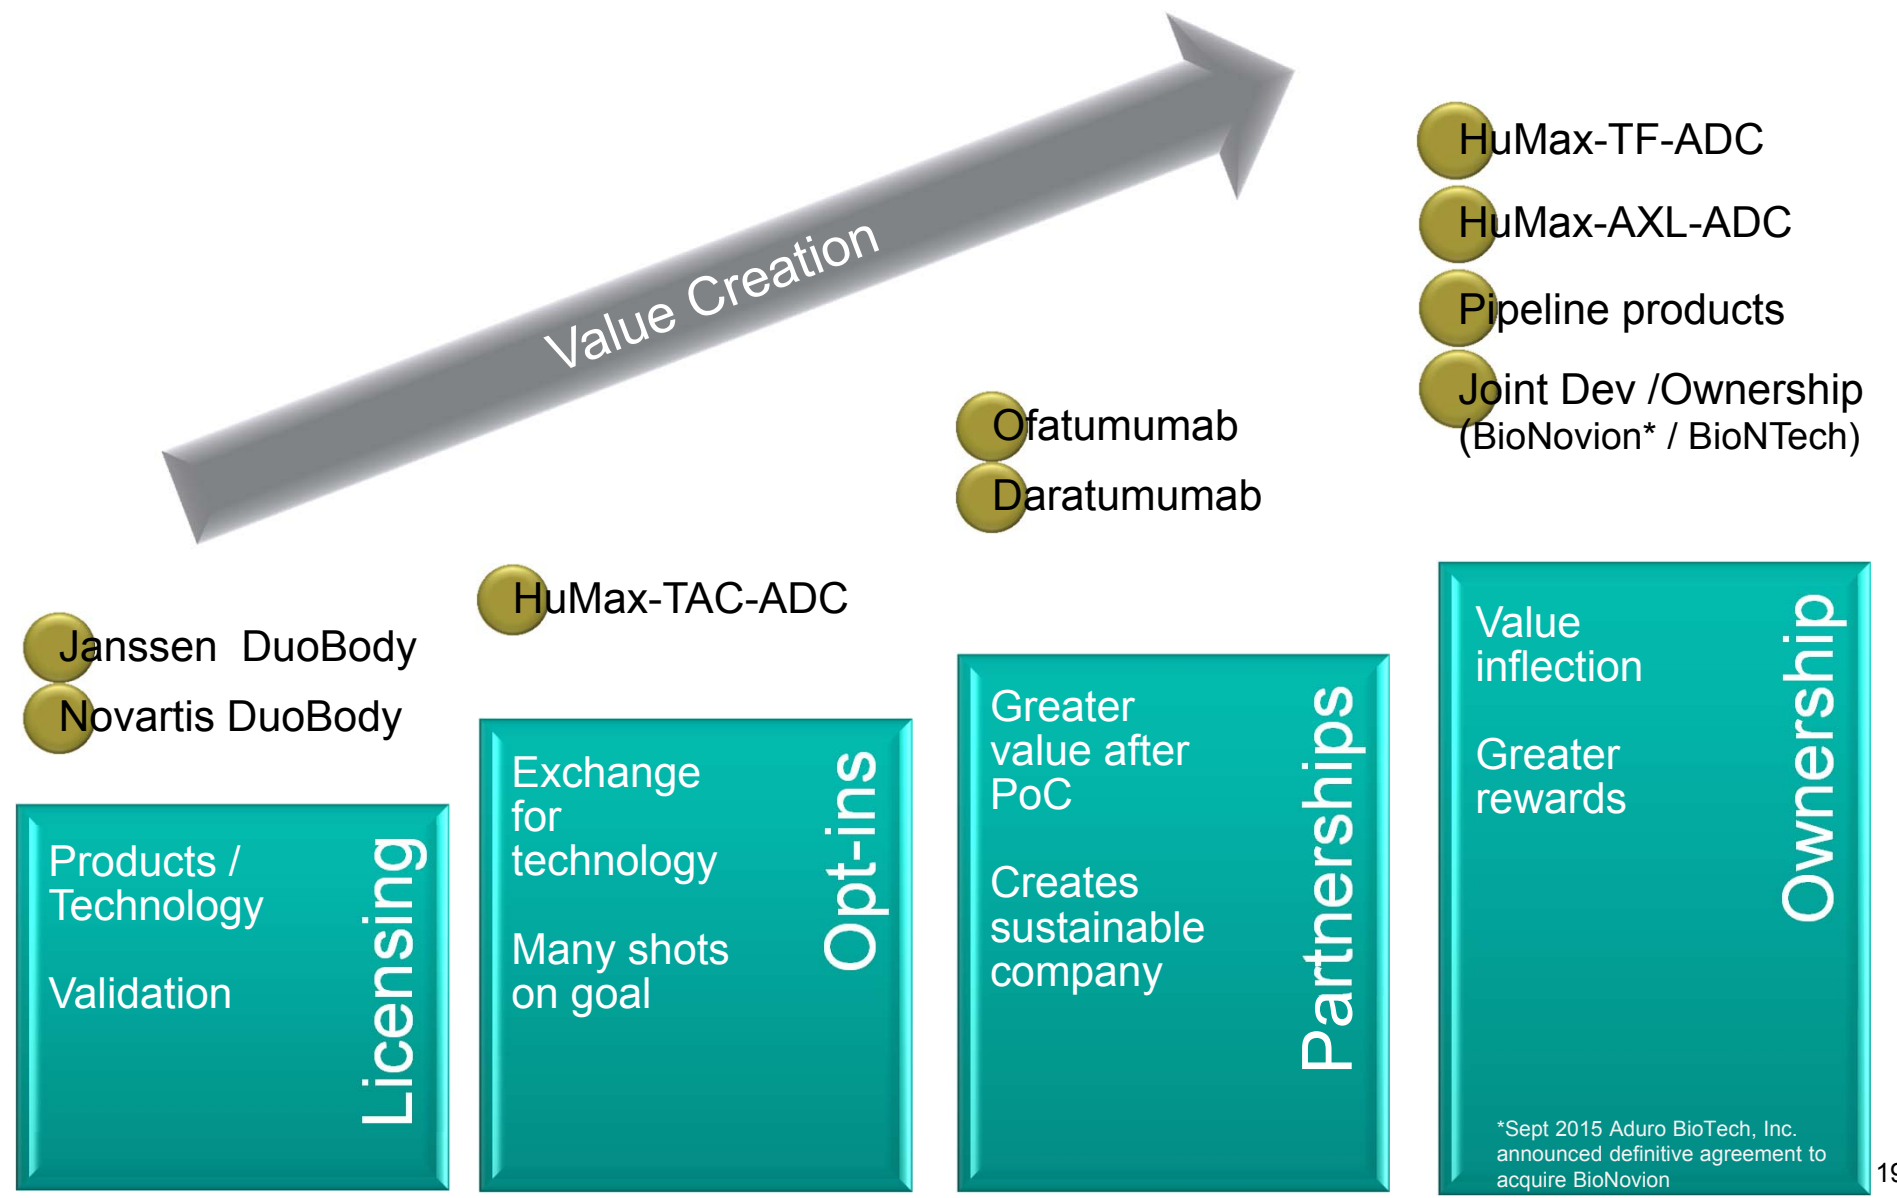 Value Creation
HuMax-TF-ADC
HuMax-AXL-ADC
Pipeline products
Joint Dev /Ownership
(BioNovion* / BioNTech)
Ofatumumab
Daratumumab
HuMax-TAC-ADC
Janssen  DuoBody
Novartis DuoBody
Products /
Technology
Validation
Licensing
Exchange
for
technology
Many shots
on goal
Opt-ins
Greater
value after
PoC
Creates
sustainable
company
Partnerships
Value
inflection
Greater
rewards
Ownership
*Sept 2015 Aduro BioTech, Inc.
announced definitive agreement to
acquire BioNovion
19